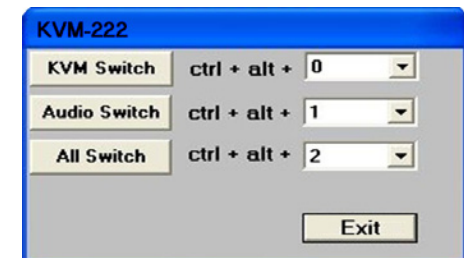 KVM-222
KVM Switch ctrl + alt + 0
Audio Switch ctrl + alt + 1
All Switch ctrl + alt + 2
Exit